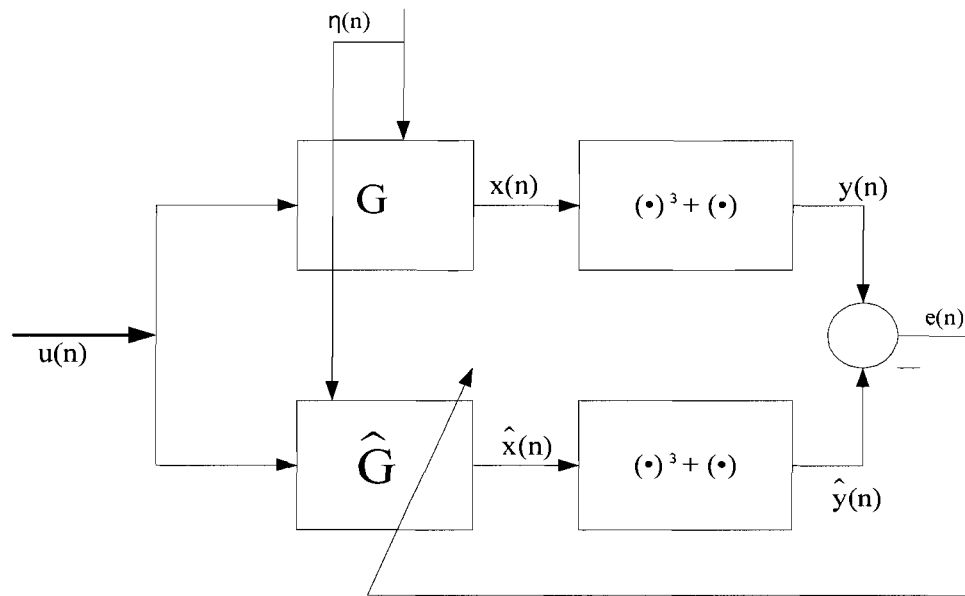 η(n)
G
x(n)
(•)³ + (•)
y(n)
u(n)
e(n)
Ĝ
x̂(n)
(•)³ + (•)
ŷ(n)